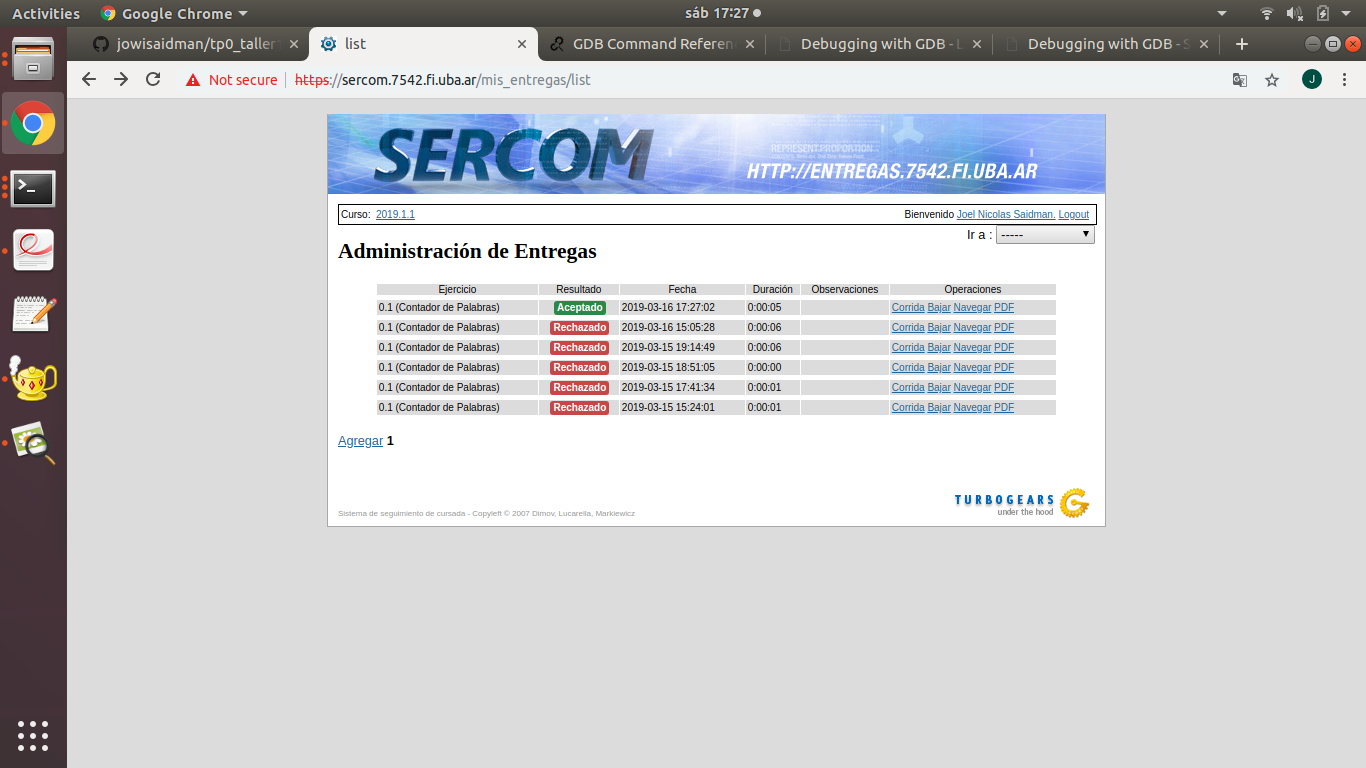 Activities Google Chrome sáb 17:27
jowisaidman/tp0_taller list GDB Command Referen Debugging with GDB - Debugging with GDB - S
Not secure https://sercom.7542.fi.uba.ar/mis_entregas/list J
SERCOM
REPRESENT.PROPORTION
HTTP://ENTREGAS.7542.FI.UBA.AR
Curso: 2019.1.1 Bienvenido Joel Nicolas Saidman. Logout
Ir a : -----
Administración de Entregas
Ejercicio Resultado Fecha Duración Observaciones Operaciones
0.1 (Contador de Palabras) Aceptado 2019-03-16 17:27:02 0:00:05 Corrida Bajar Navegar PDF
0.1 (Contador de Palabras) Rechazado 2019-03-16 15:05:28 0:00:06 Corrida Bajar Navegar PDF
0.1 (Contador de Palabras) Rechazado 2019-03-15 19:14:49 0:00:06 Corrida Bajar Navegar PDF
0.1 (Contador de Palabras) Rechazado 2019-03-15 18:51:05 0:00:00 Corrida Bajar Navegar PDF
0.1 (Contador de Palabras) Rechazado 2019-03-15 17:41:34 0:00:01 Corrida Bajar Navegar PDF
0.1 (Contador de Palabras) Rechazado 2019-03-15 15:24:01 0:00:01 Corrida Bajar Navegar PDF
Agregar 1
TURBOGEARS
under the hood
Sistema de seguimiento de cursada - Copyleft © 2007 Dimov, Lucarella, Markiewicz